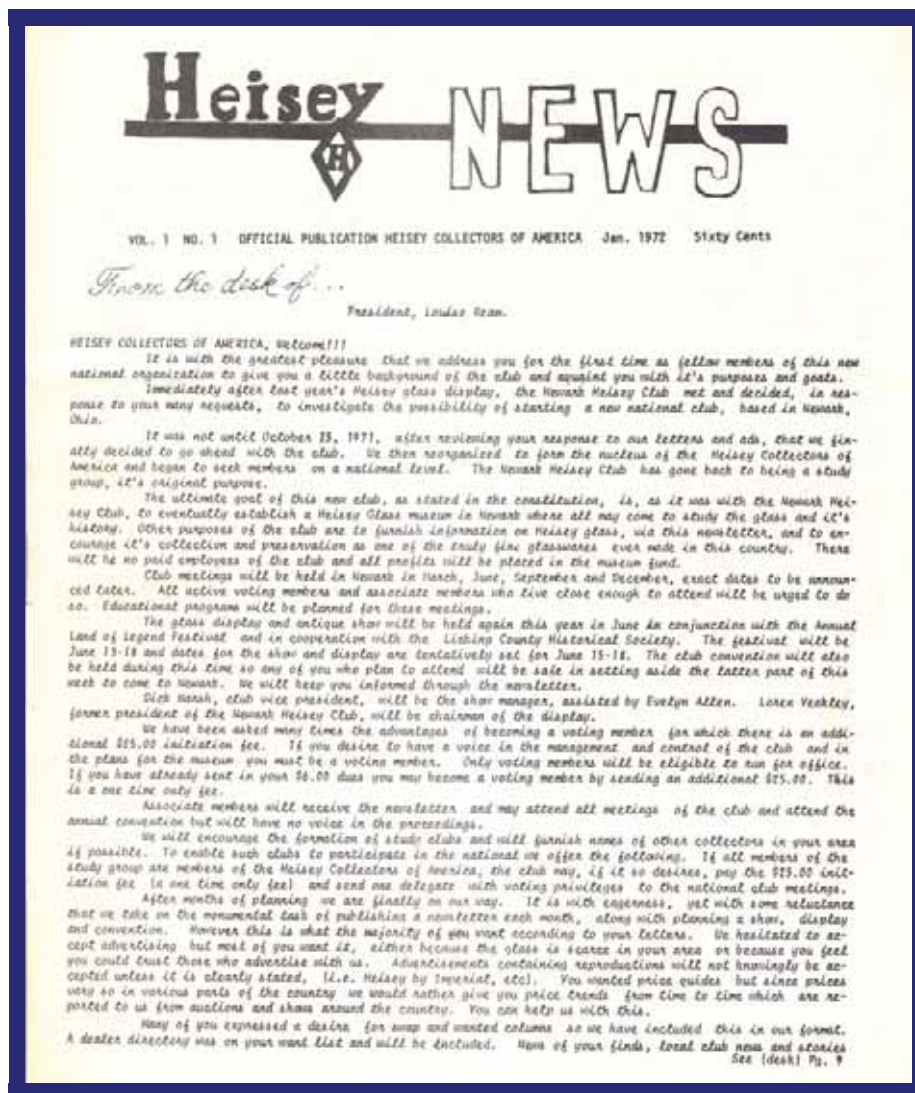 Heisey NEWS
H
VOL. 1 NO. 1 OFFICIAL PUBLICATION HEISEY COLLECTORS OF AMERICA Jan. 1972 Sixty Cents
From the desk of...
President, Louise Ream.
HEISEY COLLECTORS OF AMERICA, Welcome!!!
It is with the greatest pleasure that we address you for the first time as fellow members of this new
national organization to give you a little background of the club and aquaint you with it's purposes and goals.
Immediately after last year's Heisey glass display, the Newark Heisey Club met and decided, in res-
ponse to your many requests, to investigate the possibility of starting a new national club, based in Newark,
Ohio.
It was not until October 25, 1971, after reviewing your response to our letters and ads, that we fin-
ally decided to go ahead with the club. We then reorganized to form the nucleus of the Heisey Collectors of
America and began to seek members on a national level. The Newark Heisey Club has gone back to being a study
group, it's original purpose.
The ultimate goal of this new club, as stated in the constitution, is, as it was with the Newark Hei-
sey Club, to eventually establish a Heisey Glass museum in Newark where all may come to study the glass and it's
history. Other purposes of the club are to furnish information on Heisey glass, via this newsletter, and to en-
courage it's collection and preservation as one of the truly fine glasswares ever made in this country. There
will be no paid employees of the club and all profits will be placed in the museum fund.
Club meetings will be held in Newark in March, June, September and December, exact dates to be announ-
ced later. All active voting members and associate members who live close enough to attend will be urged to do
so. Educational programs will be planned for these meetings.
The glass display and antique show will be held again this year in June in conjunction with the Annual
Land of Legend Festival and in cooperation with the Licking County Historical Society. The festival will be
June 15-18 and dates for the show and display are tentatively set for June 15-18. The club convention will also
be held during this time so any of you who plan to attend will be safe in setting aside the latter part of this
week to come to Newark. We will keep you informed through the newsletter.
Dick Marsh, club vice president, will be the show manager, assisted by Evelyn Allen. Loren Yeakley,
former president of the Newark Heisey Club, will be chairman of the display.
We have been asked many times the advantages of becoming a voting member for which there is an addi-
tional $25.00 initiation fee. If you desire to have a voice in the management and control of the club and in
the plans for the museum you must be a voting member. Only voting members will be eligible to run for office.
If you have already sent in your $6.00 dues you may become a voting member by sending an additional $25.00. This
is a one time only fee.
Associate members will receive the newsletter and may attend all meetings of the club and attend the
annual convention but will have no voice in the proceedings.
We will encourage the formation of study clubs and will furnish names of other collectors in your area
if possible. To enable such clubs to participate in the national we offer the following. If all members of the
study group are members of the Heisey Collectors of America, the club may, if it so desires, pay the $25.00 init-
iation fee (a one time only fee) and send one delegate with voting privileges to the national club meetings.
After months of planning we are finally on our way. It is with eagerness, yet with some reluctance
that we take on the monumental task of publishing a newsletter each month, along with planning a show, display
and convention. However this is what the majority of you want according to your letters. We hesitated to ac-
cept advertising but most of you want it, either because the glass is scarce in your area or because you feel
you could trust those who advertise with us. Advertisements containing reproductions will not knowingly be ac-
cepted unless it is clearly stated, (i.e. Heisey by Imperial, etc). You wanted price guides but since prices
vary so in various parts of the country we would rather give you price trends from time to time which are re-
ported to us from auctions and shows around the country. You can help us with this.
Many of you expressed a desire for swap and wanted columns so we have included this in our format.
A dealer directory was on your want list and will be included. News of your finds, local club news and stories
See (desk) Pg. 9